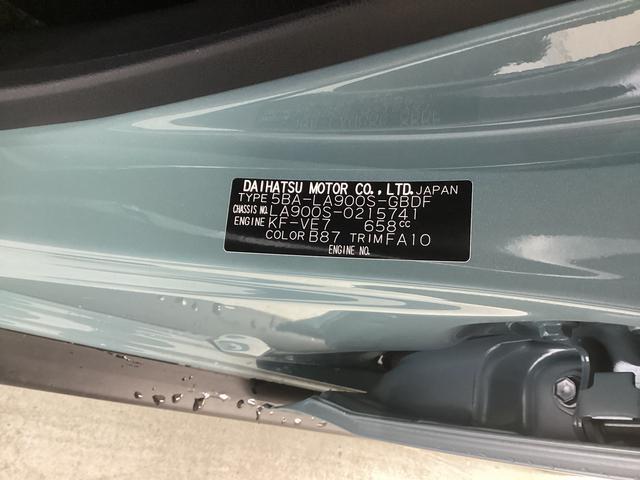 DAIHATSU MOTOR CO.,LTD. JAPAN
TYPE 5BA-LA900S-GBDF
CHASSIS NO. LA900S-0215741
ENGINE KF-VE7 658cc
COLOR B87 TRIM FA10
ENGINE NO.